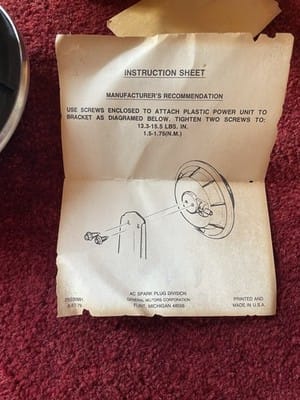 INSTRUCTION SHEET
MANUFACTURER'S RECOMMENDATION
USE SCREWS ENCLOSED TO ATTACH PLASTIC POWER UNIT TO
BRACKET AS DIAGRAMED BELOW, TIGHTEN TWO SCREWS TO:
13.3-15.5 LBS. IN.
1.5-1.75(N.M.)
AC SPARK PLUG DIVISION
GENERAL MOTORS CORPORATION
FLINT, MICHIGAN 48556
PRINTED AND
MADE IN U.S.A.